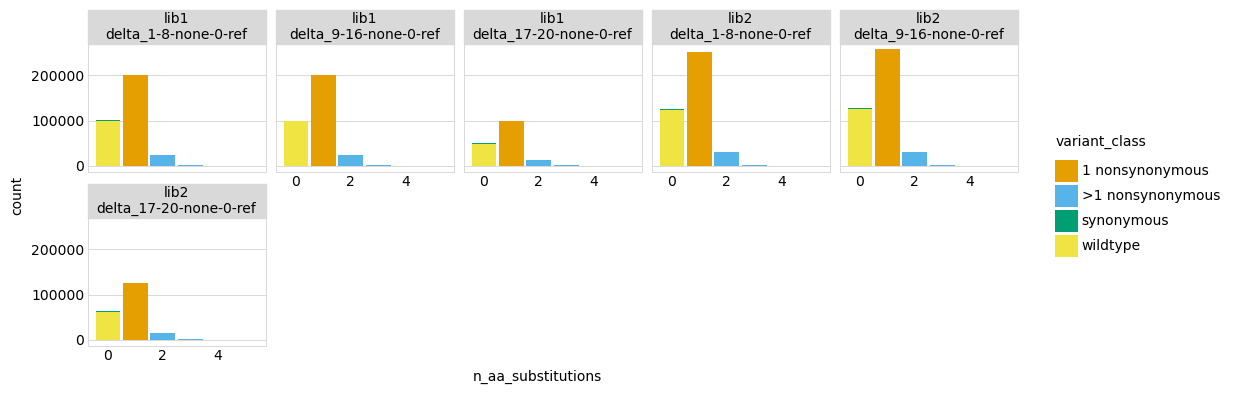 lib1
delta_1-8-none-0-ref
lib1
delta_9-16-none-0-ref
lib1
delta_17-20-none-0-ref
lib2
delta_1-8-none-0-ref
lib2
delta_9-16-none-0-ref
200000
100000
0
0 2 4
0 2 4
0 2 4
0 2 4
lib2
delta_17-20-none-0-ref
200000
100000
0
0 2 4
count
n_aa_substitutions
variant_class
1 nonsynonymous
>1 nonsynonymous
synonymous
wildtype